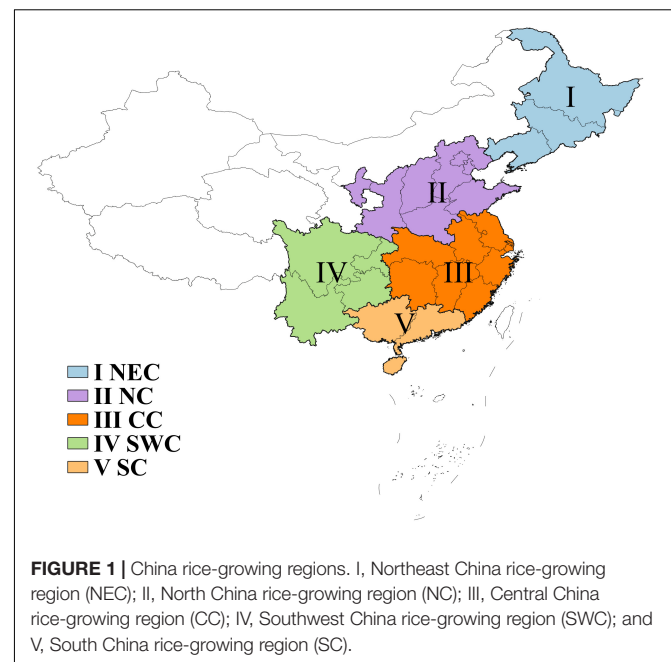 I
II
IV
III
V
I NEC
II NC
III CC
IV SWC
V SC
FIGURE 1 | China rice-growing regions. I, Northeast China rice-growing
region (NEC); II, North China rice-growing region (NC); III, Central China
rice-growing region (CC); IV, Southwest China rice-growing region (SWC); and
V, South China rice-growing region (SC).